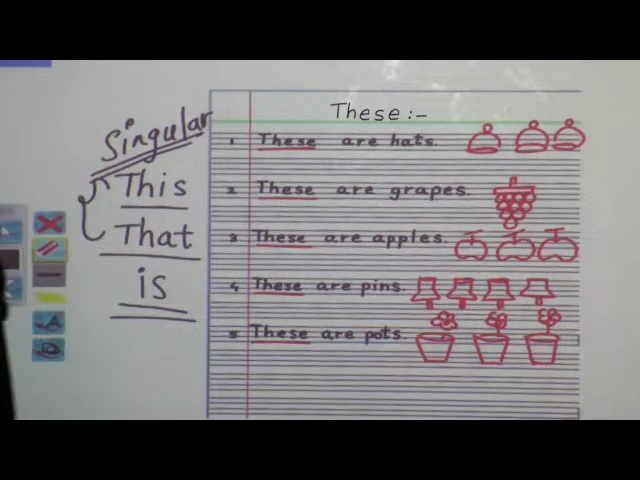 Singular
This
That
is
These :-
1 These are hats.
2 These are grapes.
3 These are apples.
4 These are pins.
5 These are pots.